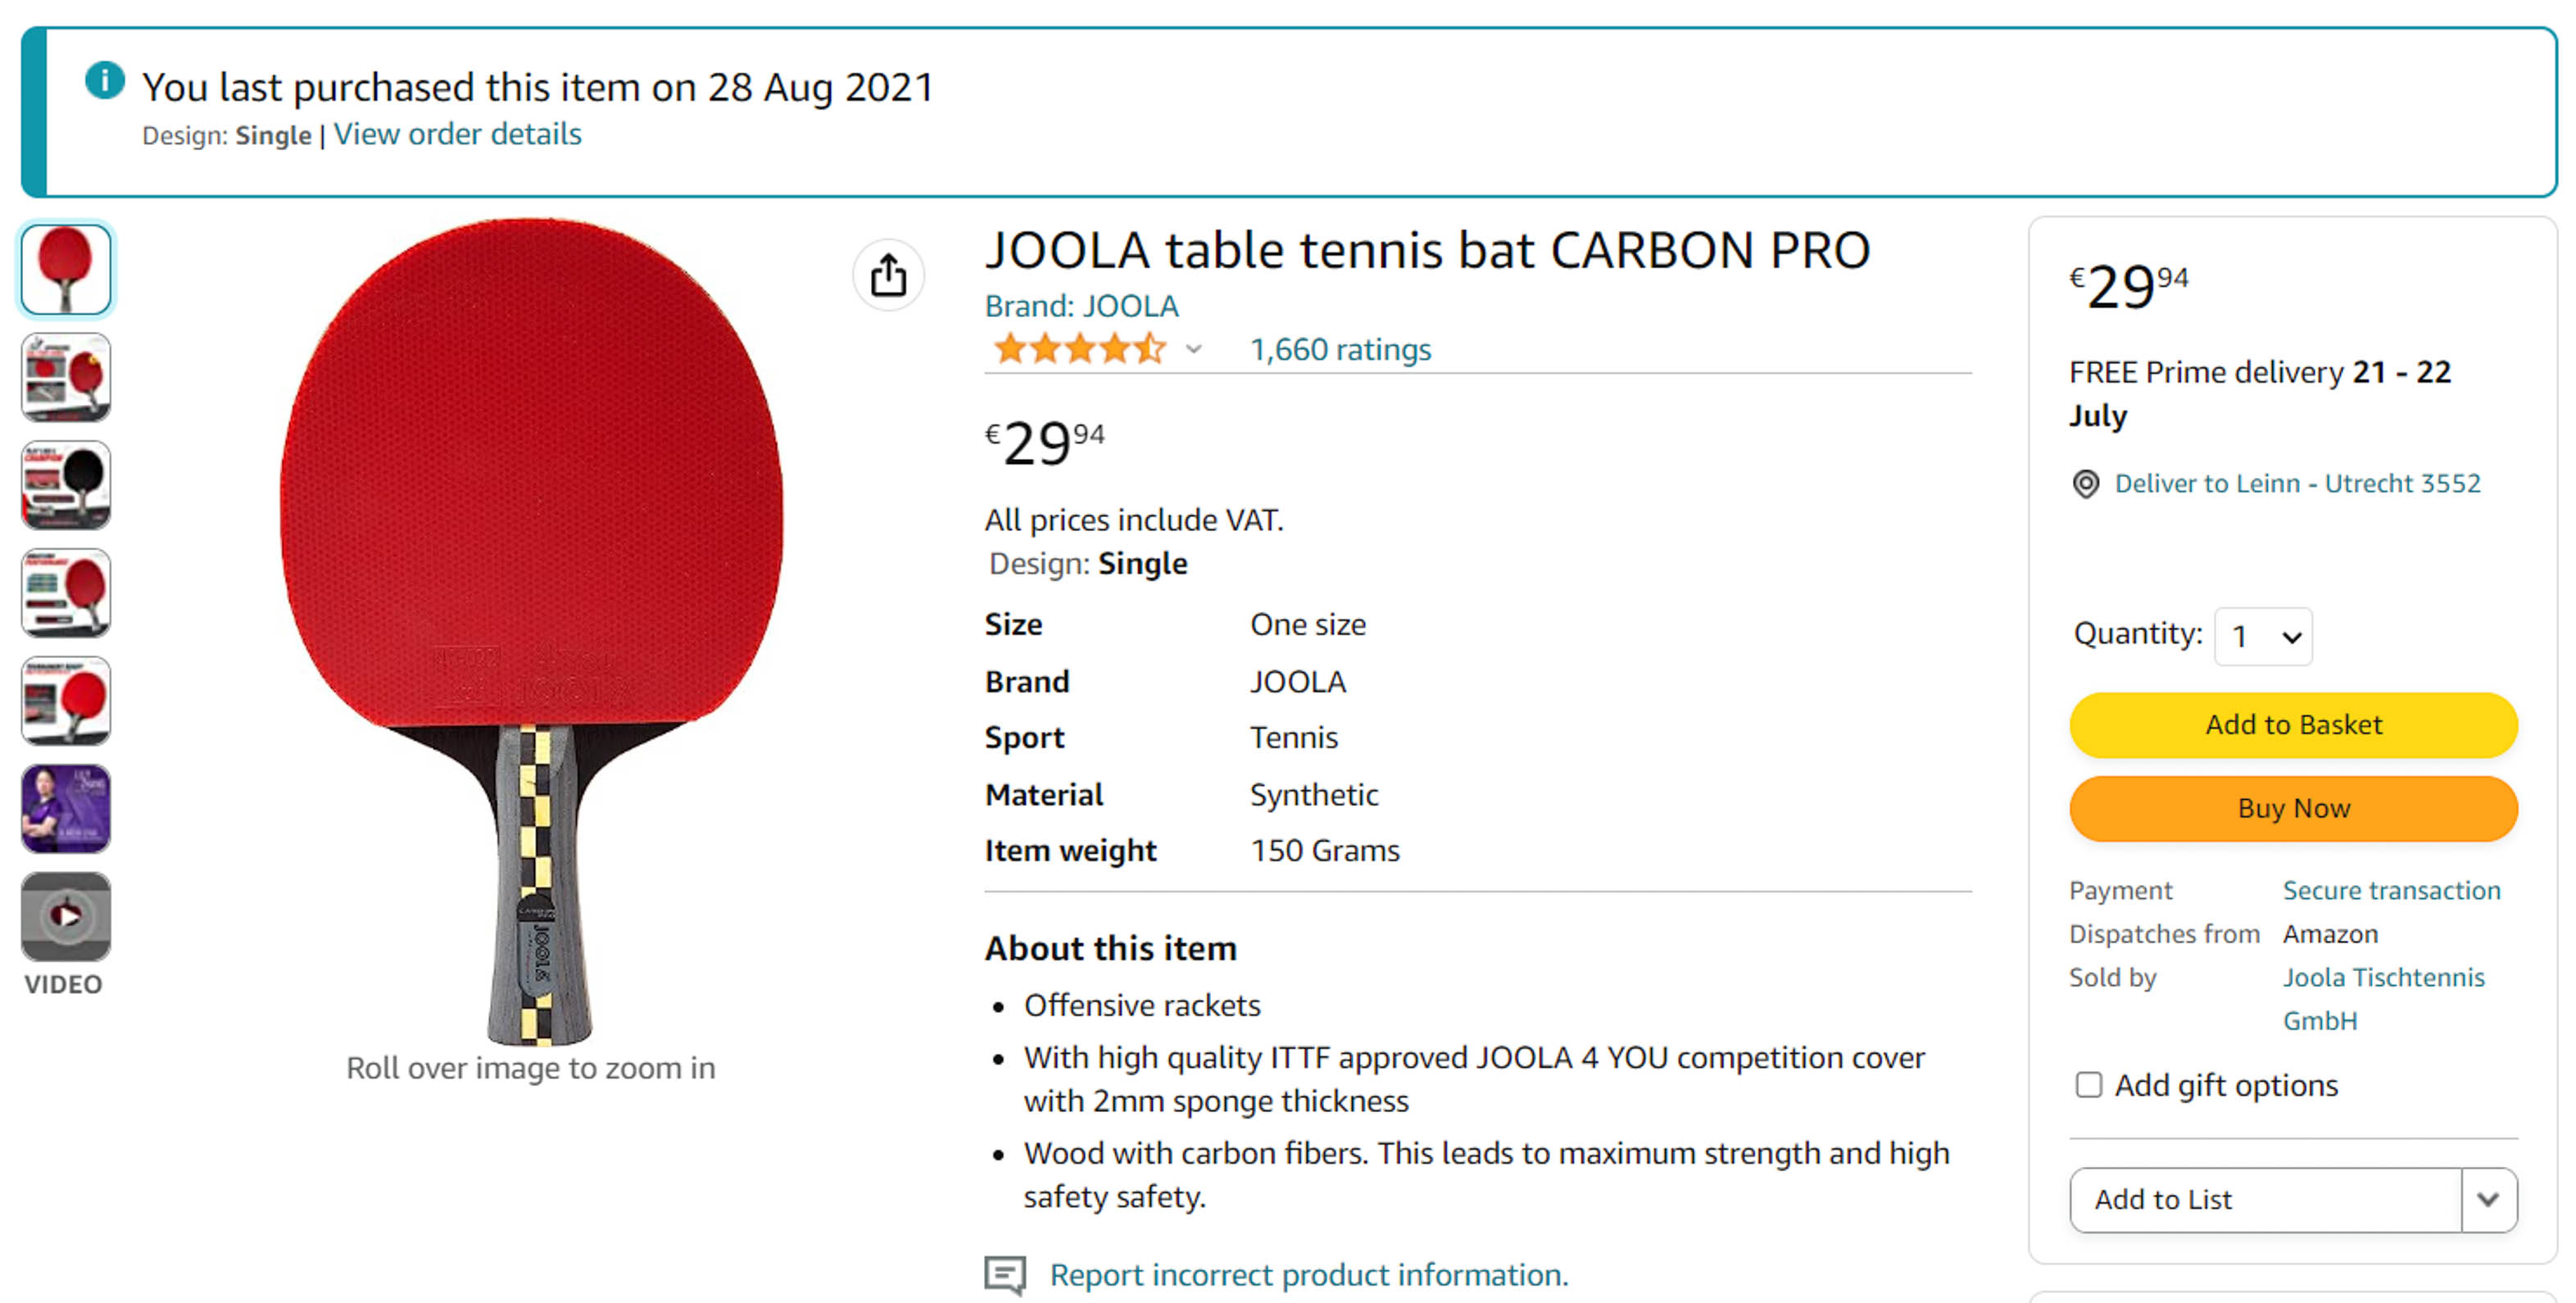 You last purchased this item on 28 Aug 2021
Design: Single | View order details
JOOLA table tennis bat CARBON PRO
Brand: JOOLA
1,660 ratings
€2994
All prices include VAT.
Design: Single
Size One size
Brand JOOLA
Sport Tennis
Material Synthetic
Item weight 150 Grams
About this item
Offensive rackets
With high quality ITTF approved JOOLA 4 YOU competition cover
with 2mm sponge thickness
Wood with carbon fibers. This leads to maximum strength and high
safety safety.
Report incorrect product information.
JOOLA
VIDEO
Roll over image to zoom in
€2994
FREE Prime delivery 21 - 22
July
Deliver to Leinn - Utrecht 3552
Quantity: 1
Add to Basket
Buy Now
Payment Secure transaction
Dispatches from Amazon
Sold by Joola Tischtennis
GmbH
Add gift options
Add to List